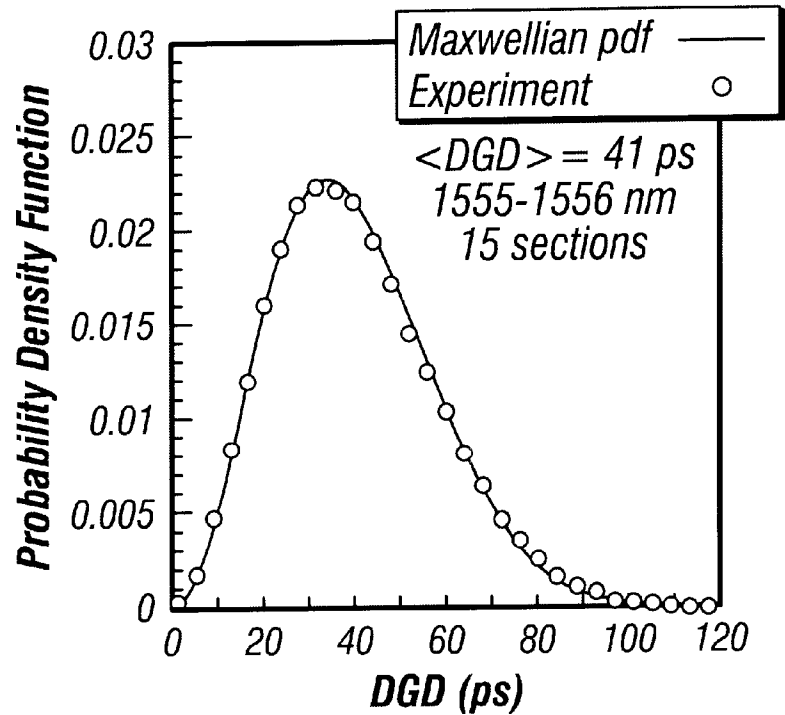 Maxwellian pdf
Experiment
<DGD> = 41 ps
1555-1556 nm
15 sections
Probability Density Function
0.03
0.025
0.02
0.015
0.01
0.005
0
0 20 40 60 80 100 120
DGD (ps)